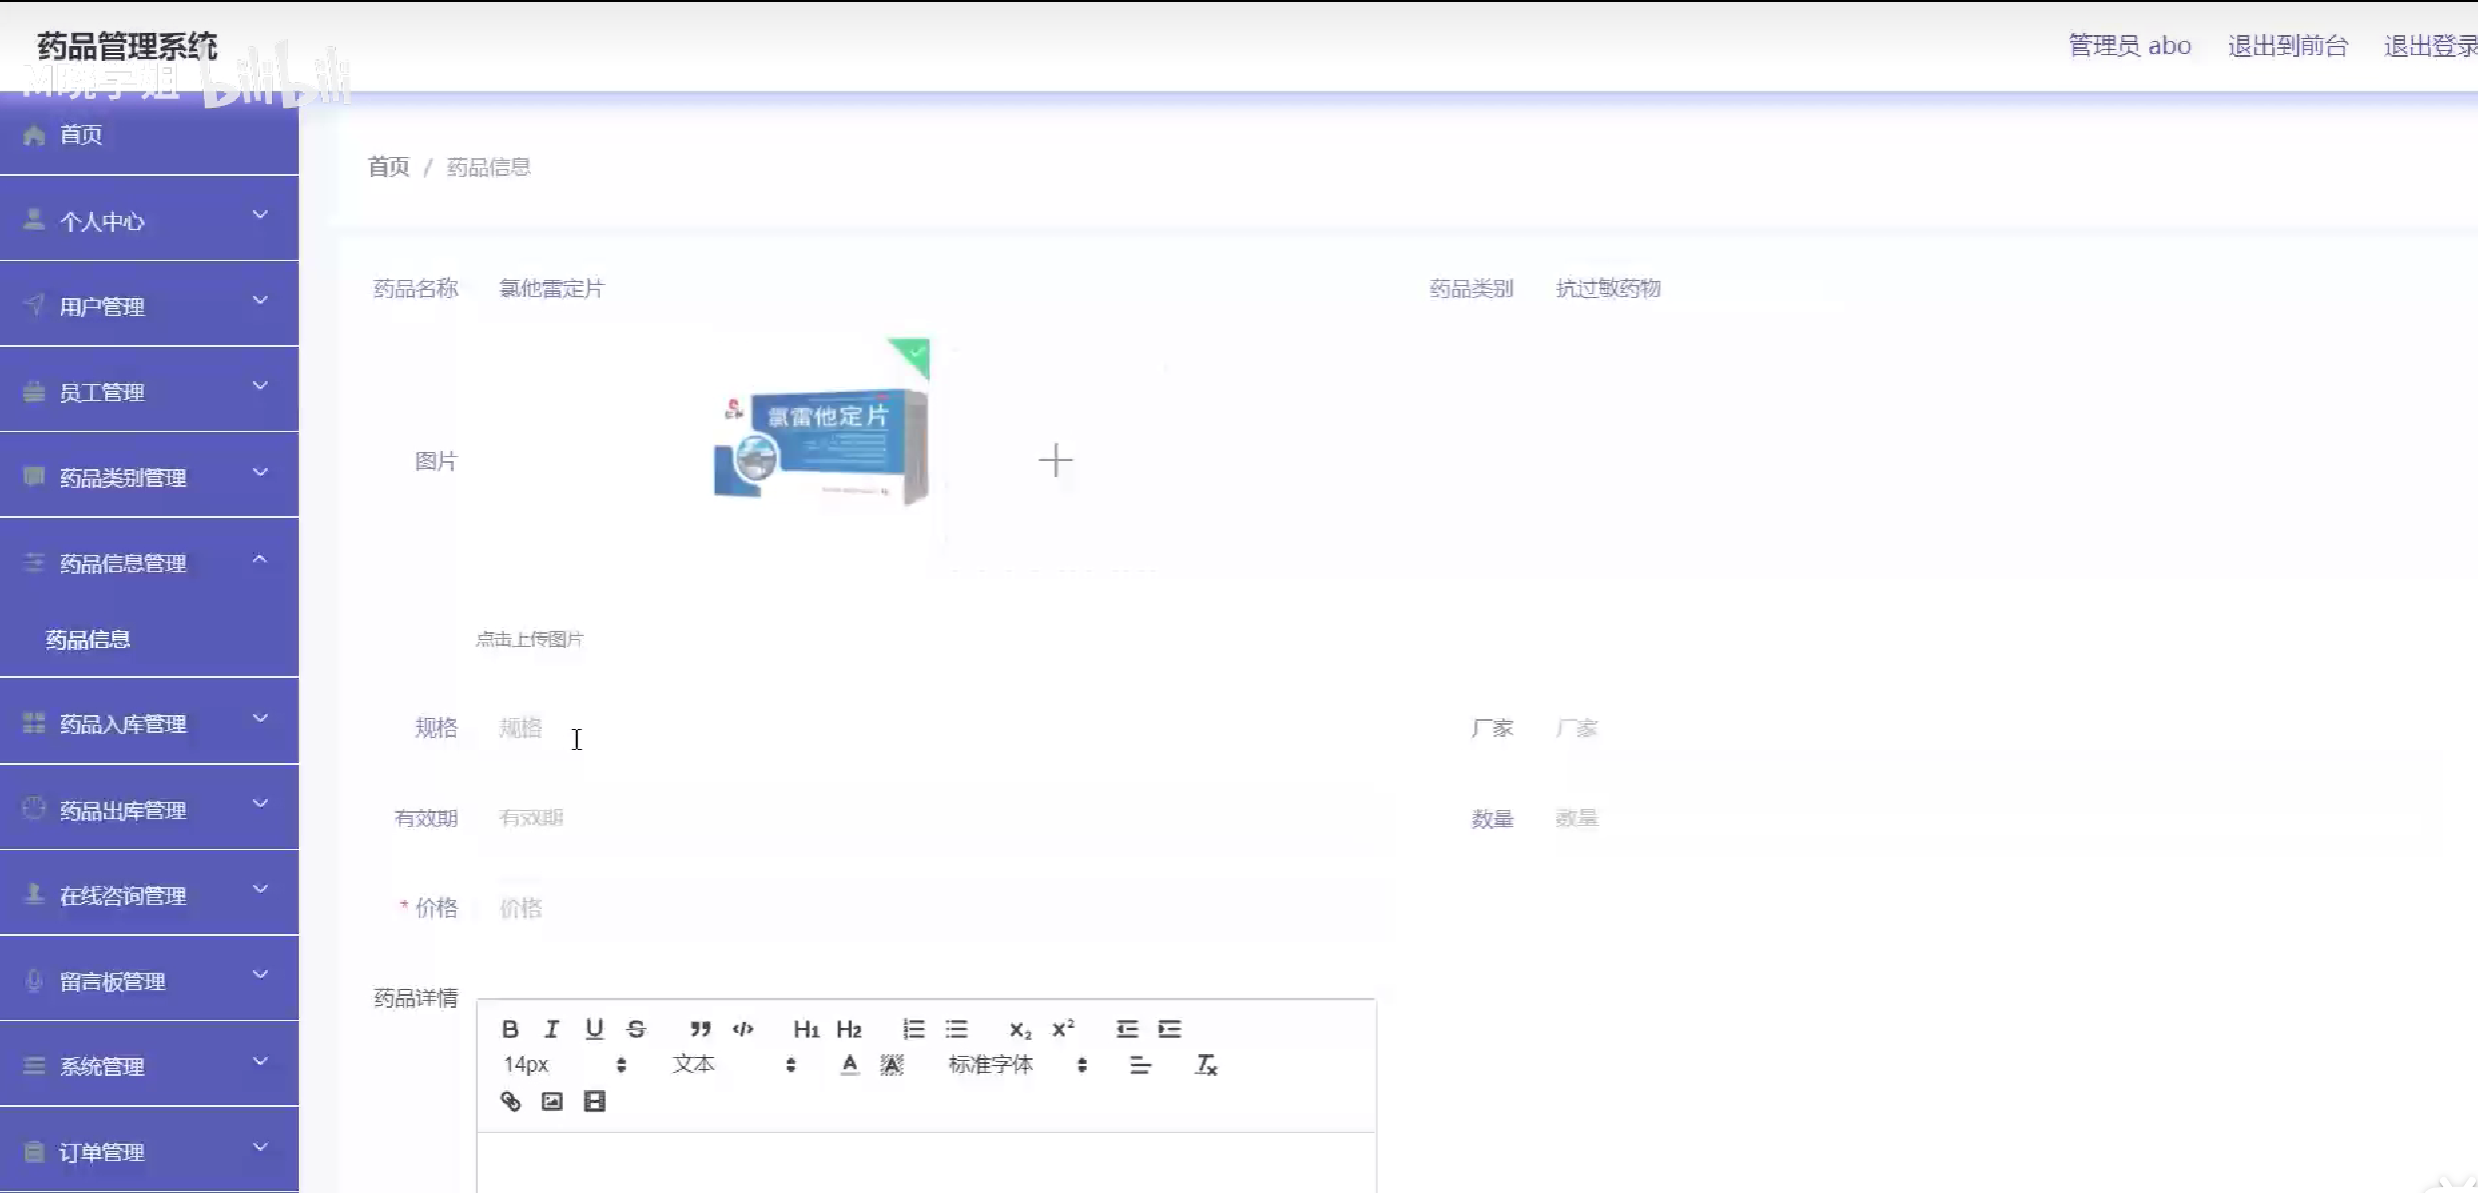 药品管理系统
管理员 abo
退出到前台
退出登录
M晓学姐 bilibili
首页
个人中心
用户管理
员工管理
药品类别管理
药品信息管理
药品信息
药品入库管理
药品出库管理
在线咨询管理
留言板管理
系统管理
订单管理
首页 / 药品信息
药品名称 氯他雷定片
药品类别 抗过敏药物
图片
氯雷他定片
点击上传图片
规格 规格
厂家 厂家
有效期 有效期
数量 数量
* 价格 价格
药品详情
B I U S </> H1 H2 x₂ x²
14px 文本 A A 标准字体 Tx